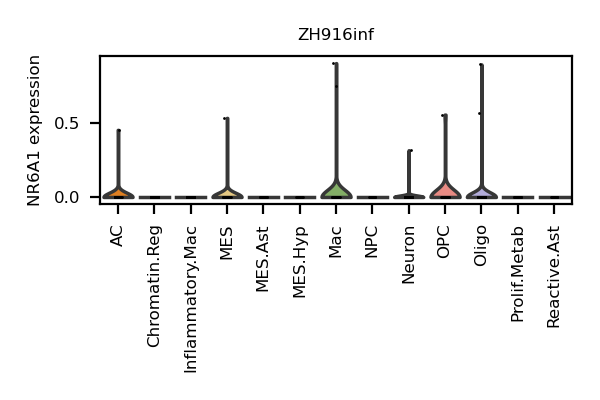 ZH916inf
NR6A1 expression
0.5
0.0
AC
Chromatin.Reg
Inflammatory.Mac
MES
MES.Ast
MES.Hyp
Mac
NPC
Neuron
OPC
Oligo
Prolif.Metab
Reactive.Ast